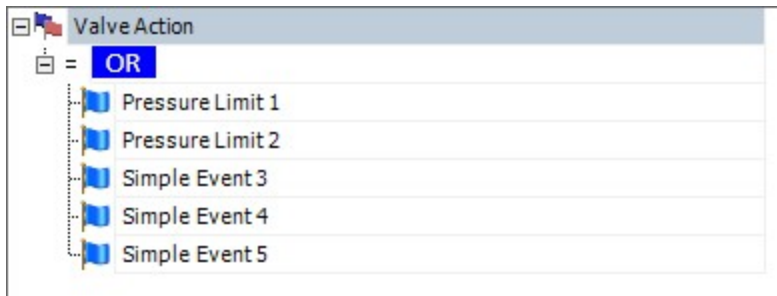 Valve Action
= OR
Pressure Limit 1
Pressure Limit 2
Simple Event 3
Simple Event 4
Simple Event 5